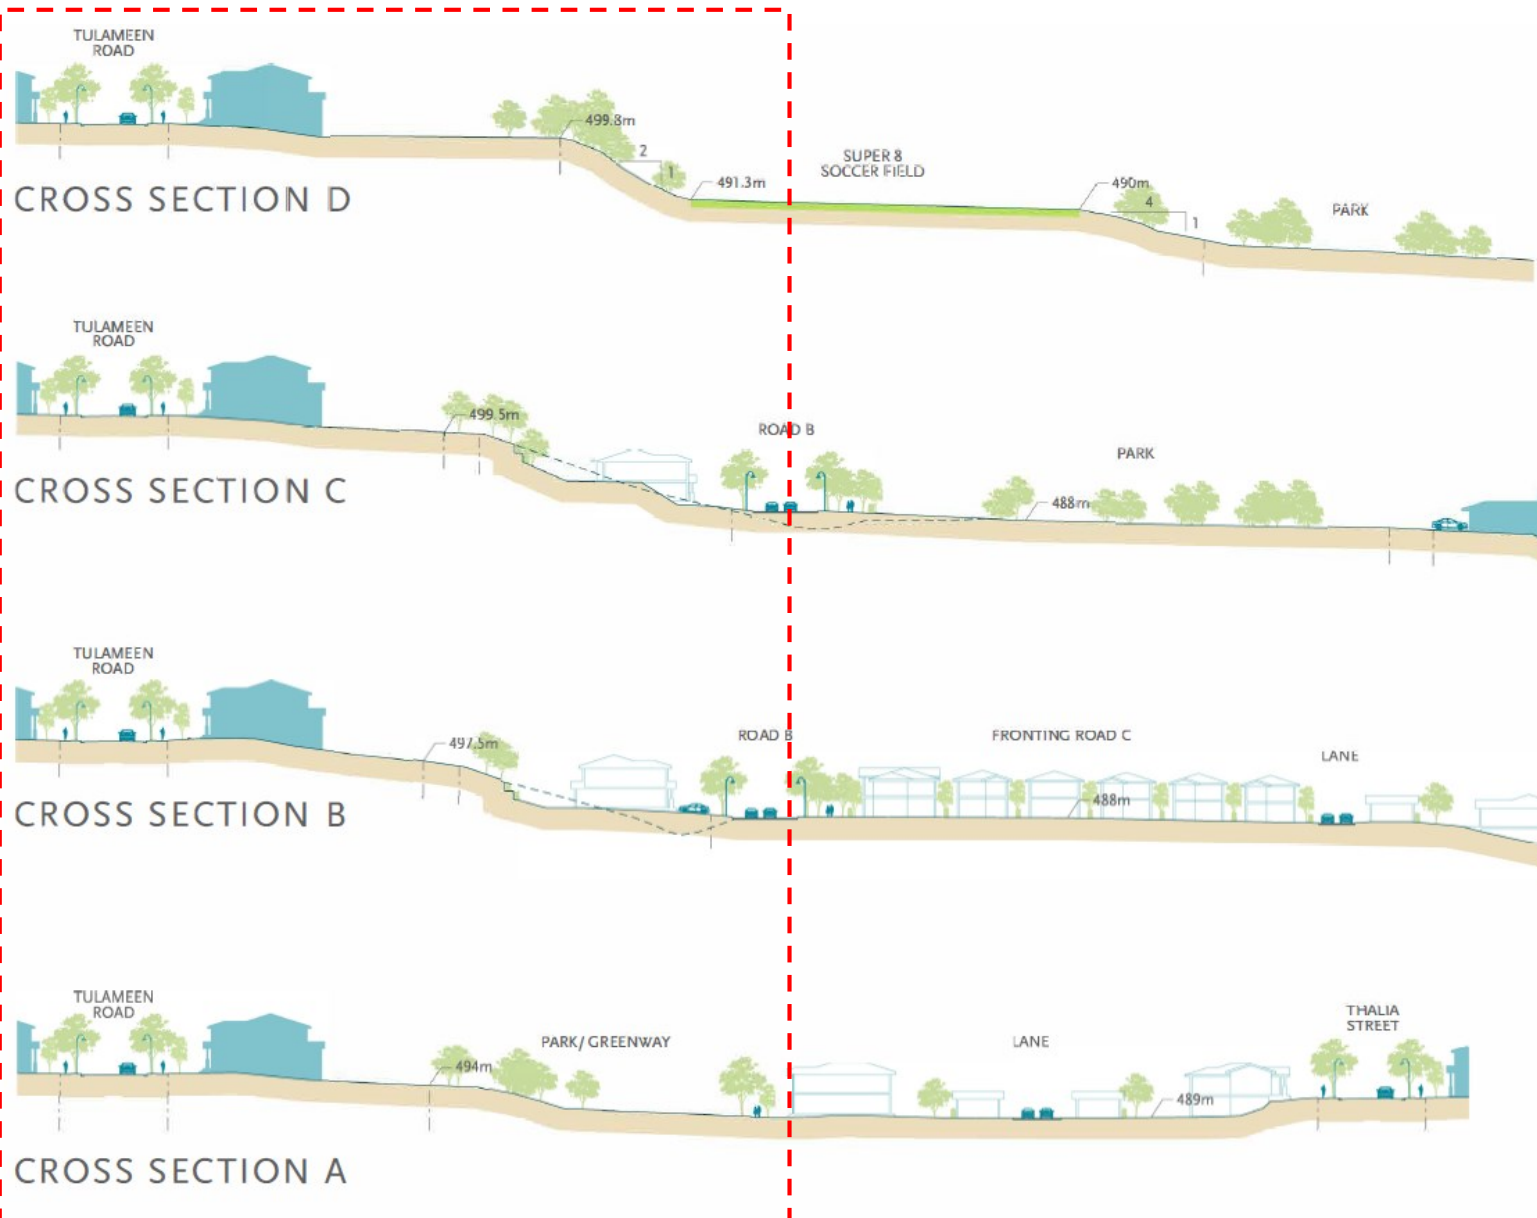 TULAMEEN
ROAD
499.8m
2
1
491.3m
SUPER 8
SOCCER FIELD
490m
4
1
PARK
CROSS SECTION D
TULAMEEN
ROAD
499.5m
ROAD B
PARK
488m
CROSS SECTION C
TULAMEEN
ROAD
497.5m
ROAD B
FRONTING ROAD C
LANE
488m
CROSS SECTION B
TULAMEEN
ROAD
494m
PARK/ GREENWAY
LANE
489m
THALIA
STREET
CROSS SECTION A